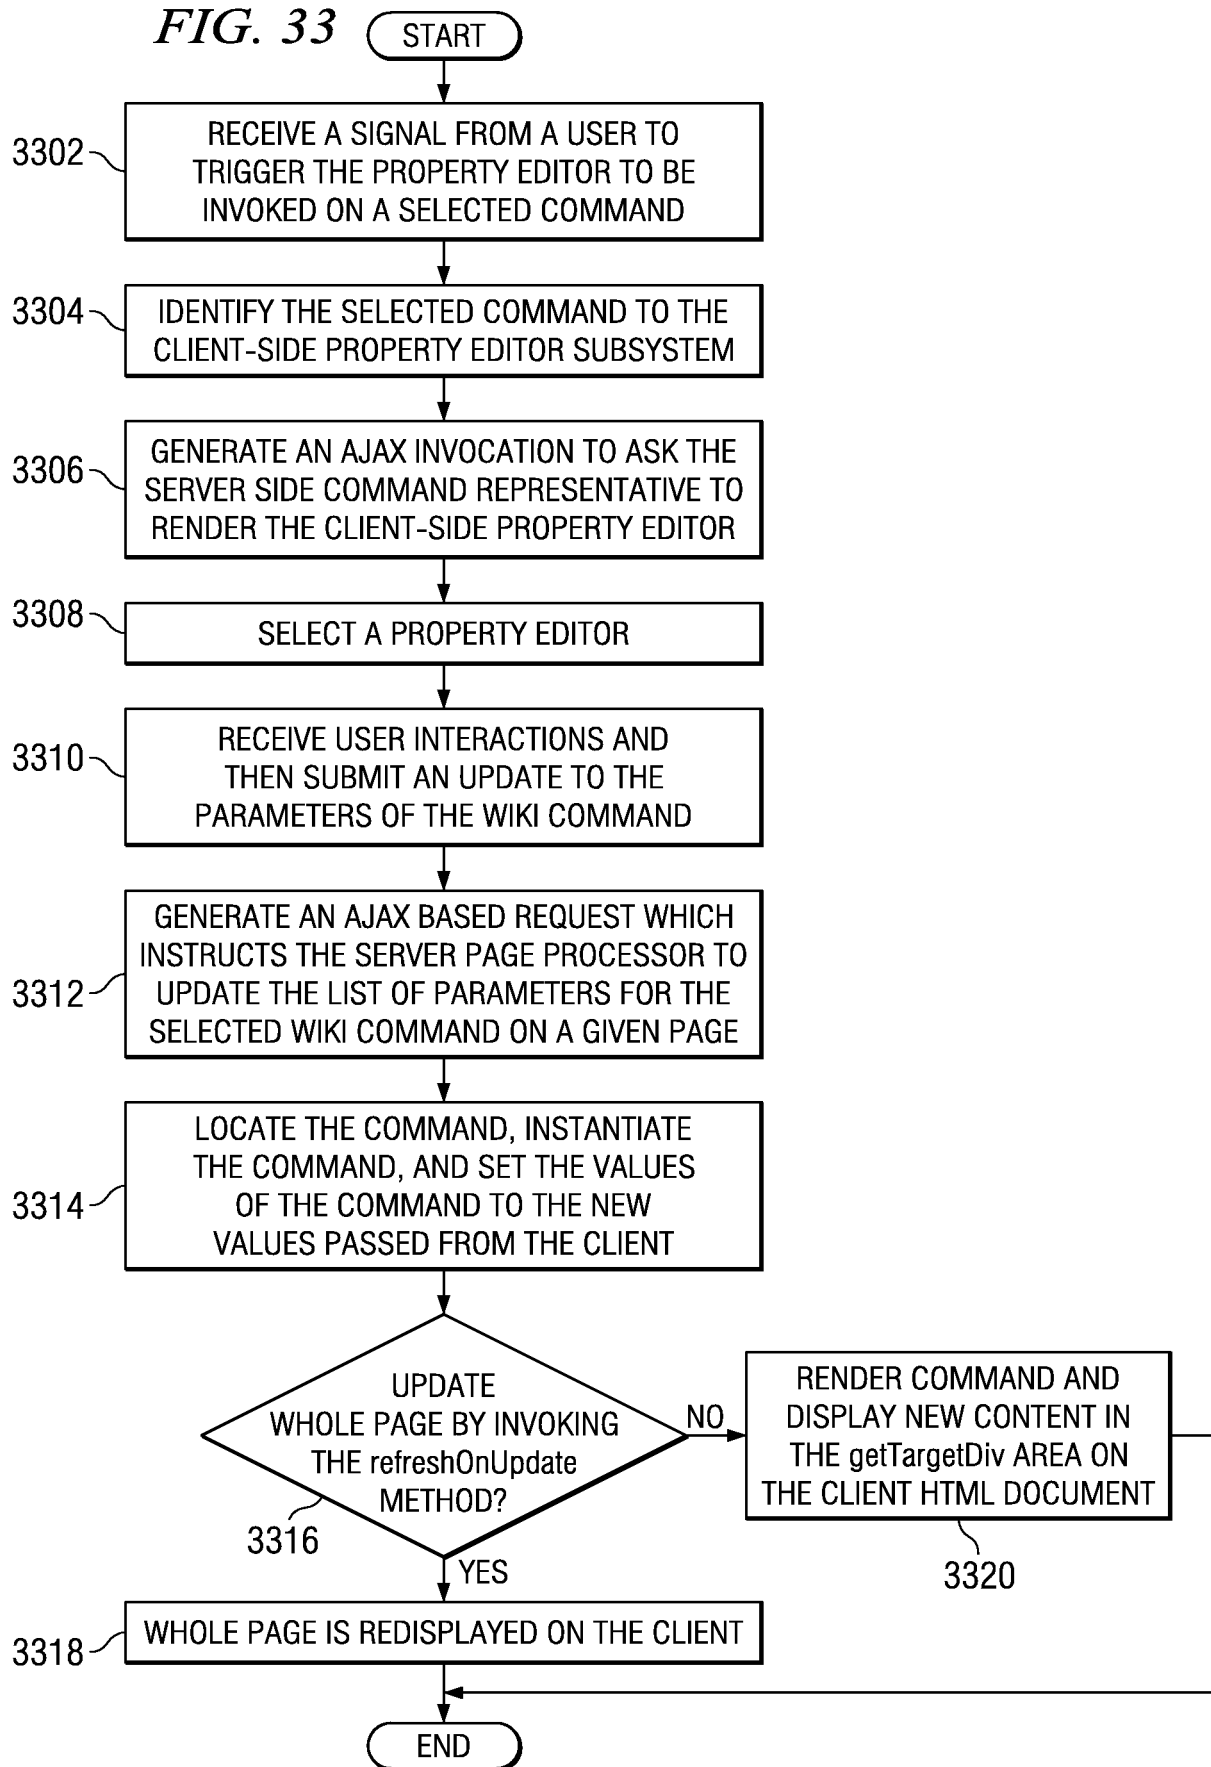 FIG. 33
START
3302
RECEIVE A SIGNAL FROM A USER TO
TRIGGER THE PROPERTY EDITOR TO BE
INVOKED ON A SELECTED COMMAND
3304
IDENTIFY THE SELECTED COMMAND TO THE
CLIENT-SIDE PROPERTY EDITOR SUBSYSTEM
3306
GENERATE AN AJAX INVOCATION TO ASK THE
SERVER SIDE COMMAND REPRESENTATIVE TO
RENDER THE CLIENT-SIDE PROPERTY EDITOR
3308
SELECT A PROPERTY EDITOR
3310
RECEIVE USER INTERACTIONS AND
THEN SUBMIT AN UPDATE TO THE
PARAMETERS OF THE WIKI COMMAND
3312
GENERATE AN AJAX BASED REQUEST WHICH
INSTRUCTS THE SERVER PAGE PROCESSOR TO
UPDATE THE LIST OF PARAMETERS FOR THE
SELECTED WIKI COMMAND ON A GIVEN PAGE
3314
LOCATE THE COMMAND, INSTANTIATE
THE COMMAND, AND SET THE VALUES
OF THE COMMAND TO THE NEW
VALUES PASSED FROM THE CLIENT
UPDATE
WHOLE PAGE BY INVOKING
THE refreshOnUpdate
METHOD?
3316
NO
RENDER COMMAND AND
DISPLAY NEW CONTENT IN
THE getTargetDiv AREA ON
THE CLIENT HTML DOCUMENT
3320
YES
3318
WHOLE PAGE IS REDISPLAYED ON THE CLIENT
END